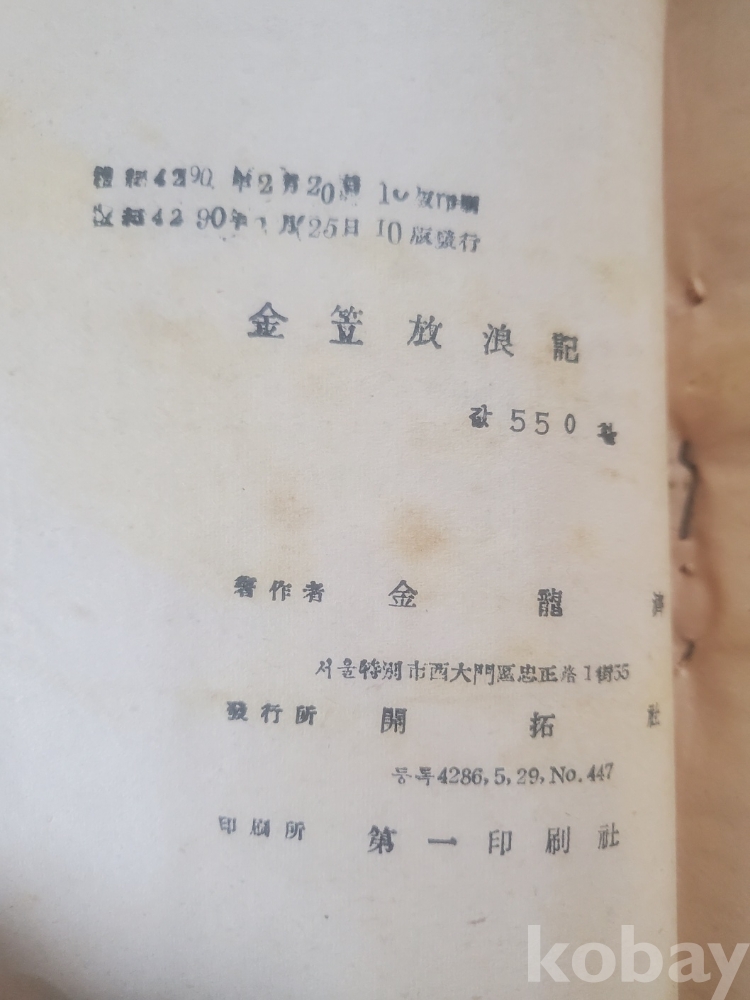 檀紀4290年2月20日 10版印刷
檀紀4290年 月25日 10版發行
金笠放浪記
값 550환
著作者 金龍濟
서울特別市西大門區忠正路1街55
發行所 開拓社
등록4286,5,29,No.447
印刷所 第一印刷社
kobay